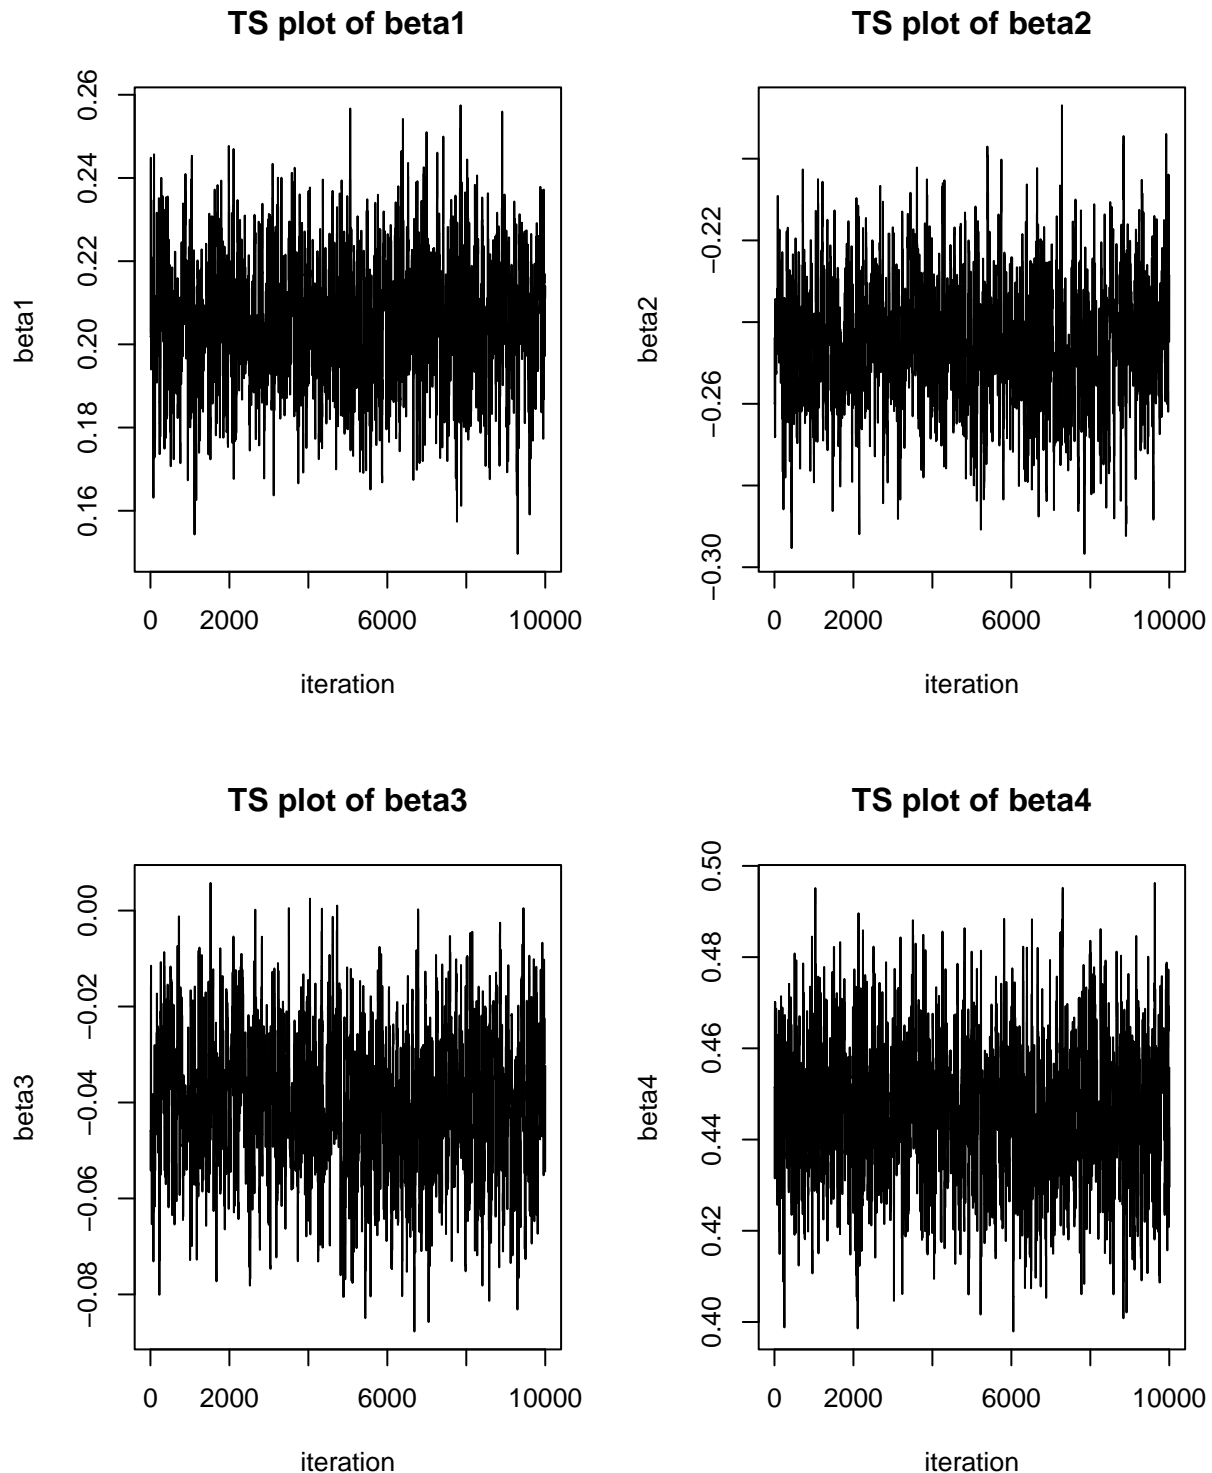 TS plot of beta1
beta1
0.16 0.18 0.20 0.22 0.24 0.26
0 2000 6000 10000
iteration
TS plot of beta2
beta2
−0.30 −0.26 −0.22
0 2000 6000 10000
iteration
TS plot of beta3
beta3
−0.08 −0.06 −0.04 −0.02 0.00
0 2000 6000 10000
iteration
TS plot of beta4
beta4
0.40 0.42 0.44 0.46 0.48 0.50
0 2000 6000 10000
iteration